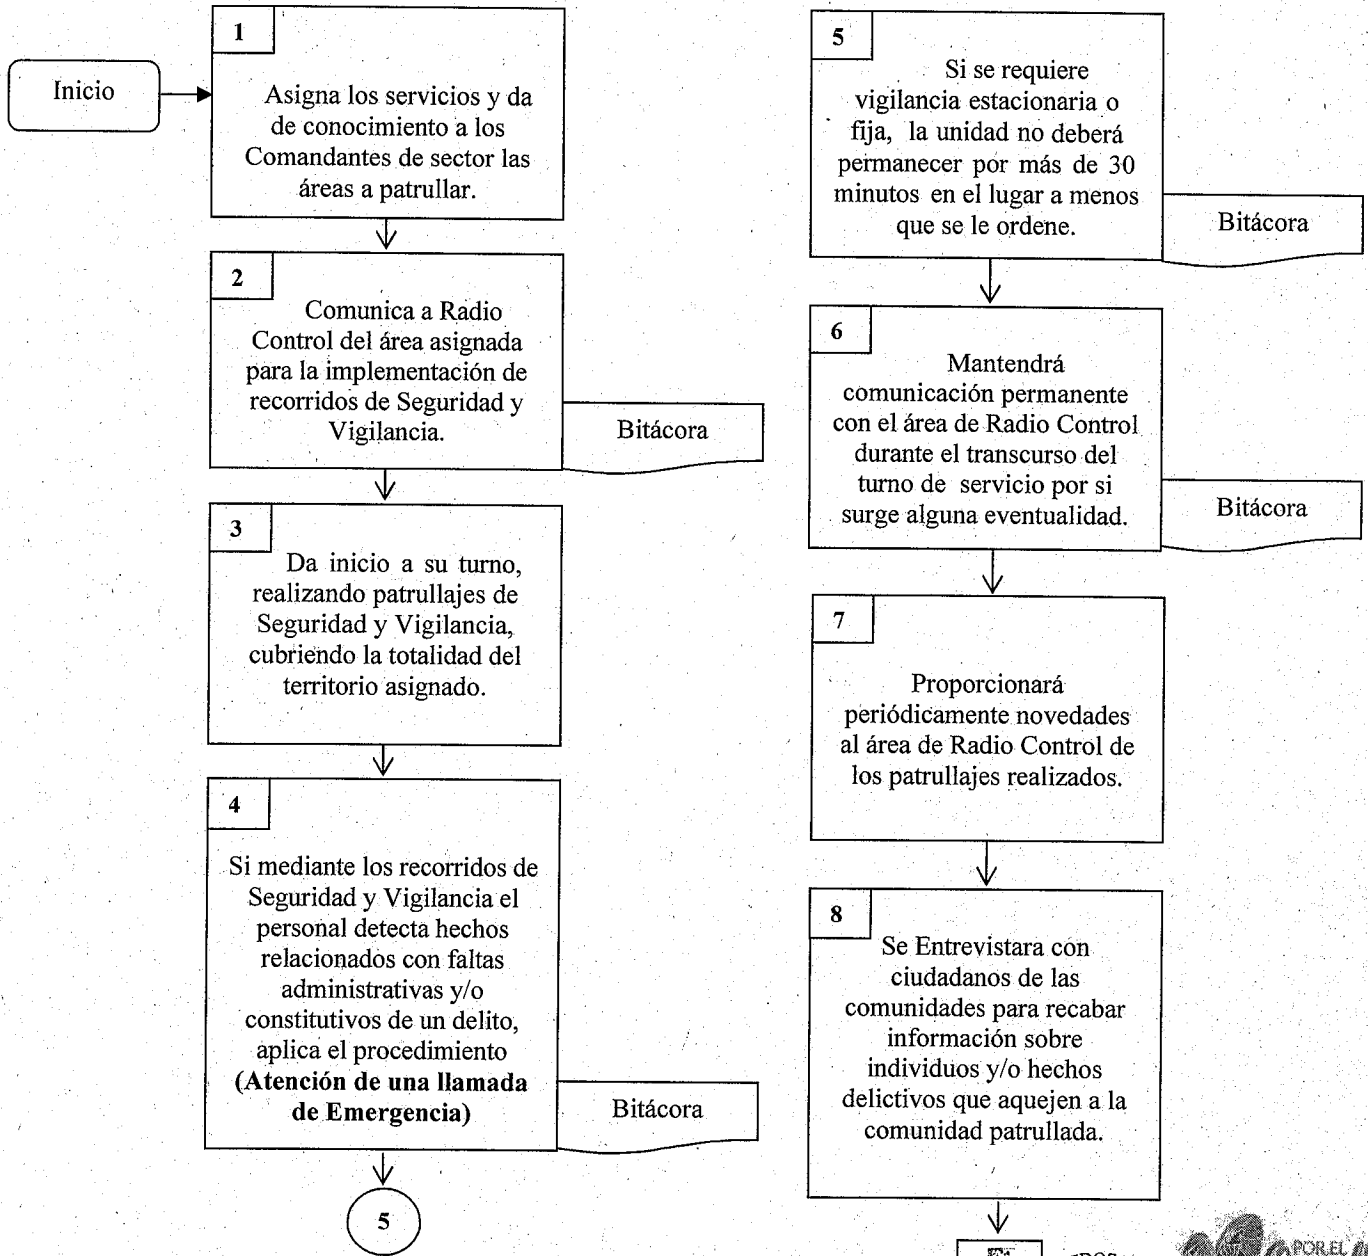 Inicio
1
Asigna los servicios y da
de conocimiento a los
Comandantes de sector las
áreas a patrullar.
2
Comunica a Radio
Control del área asignada
para la implementación de
recorridos de Seguridad y
Vigilancia.
Bitácora
3
Da inicio a su turno,
realizando patrullajes de
Seguridad y Vigilancia,
cubriendo la totalidad del
territorio asignado.
4
Si mediante los recorridos de
Seguridad y Vigilancia el
personal detecta hechos
relacionados con faltas
administrativas y/o
constitutivos de un delito,
aplica el procedimiento
(Atención de una llamada
de Emergencia)
Bitácora
5
5
Si se requiere
vigilancia estacionaria o
fija, la unidad no deberá
permanecer por más de 30
minutos en el lugar a menos
que se le ordene.
Bitácora
6
Mantendrá
comunicación permanente
con el área de Radio Control
durante el transcurso del
turno de servicio por si
surge alguna eventualidad.
Bitácora
7
Proporcionará
periódicamente novedades
al área de Radio Control de
los patrullajes realizados.
8
Se Entrevistara con
ciudadanos de las
comunidades para recabar
información sobre
individuos y/o hechos
delictivos que aquejen a la
comunidad patrullada.
POR EL